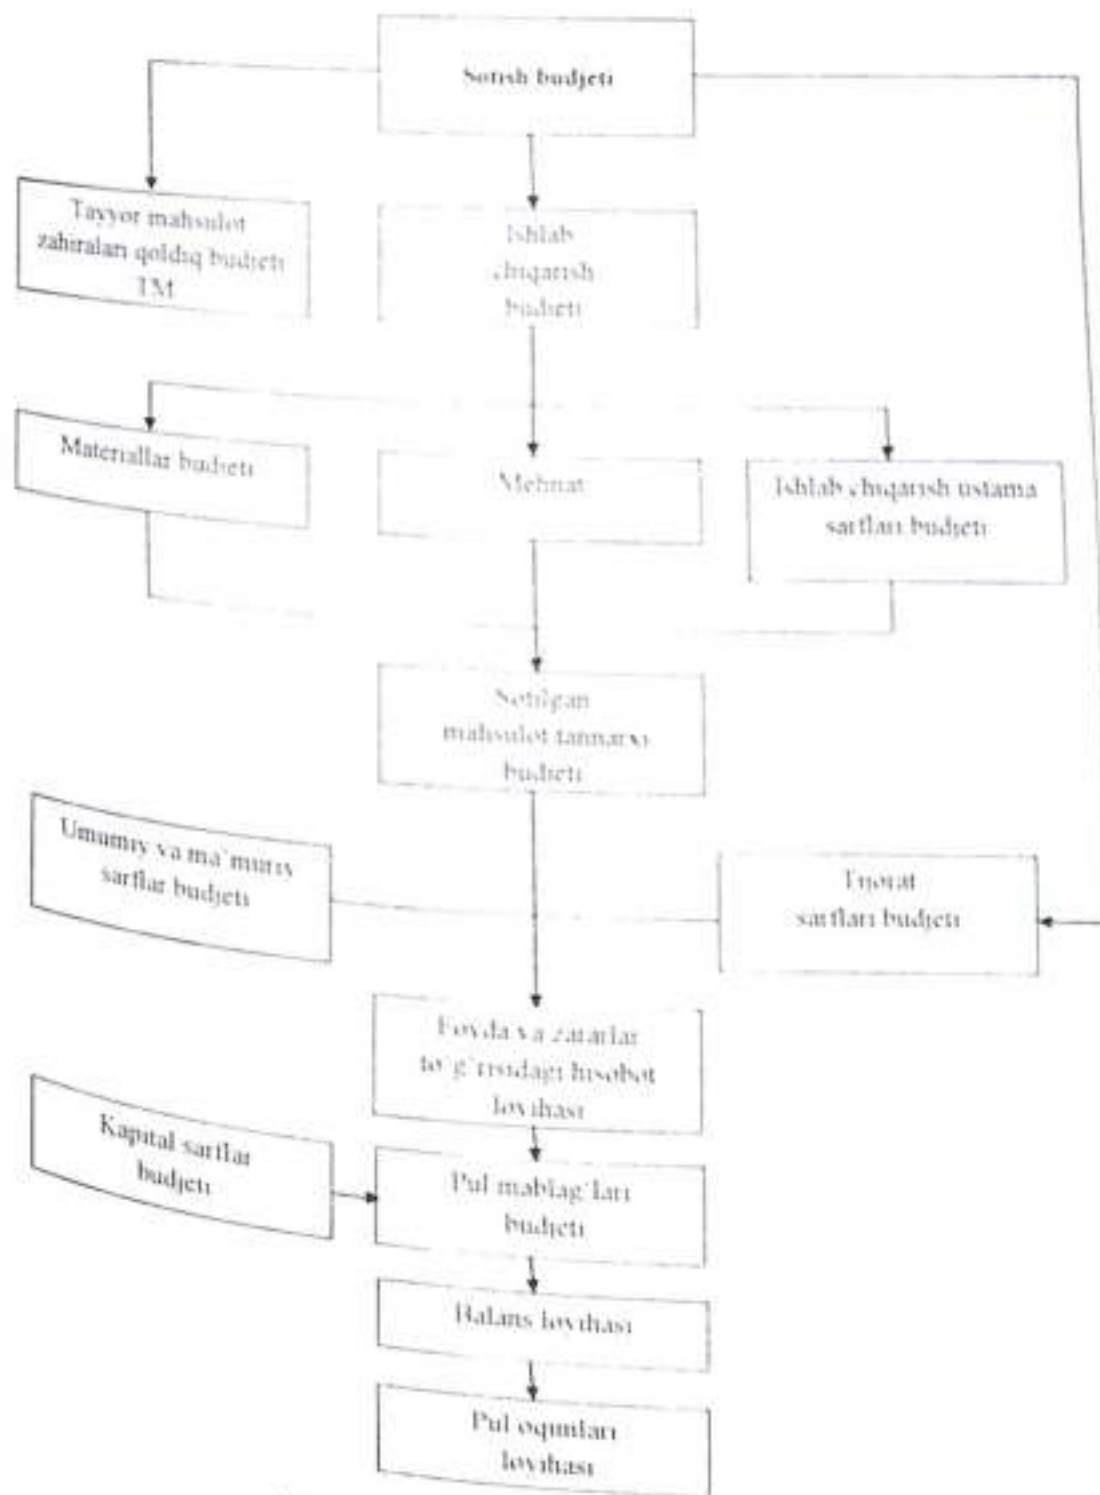 Sotish budjeti
Tayyor mahsulot
zahiralari qoldiq budjeti
TM
Ishlab
chiqarish
budjeti
Materiallar budjeti
Mehnat
Ishlab chiqarish ustama
sarflari budjeti
Sotilgan
mahsulot tannarxi
budjeti
Umumiy va ma`muriy
sarflar budjeti
Tijorat
sarflari budjeti
Foyda va zararlar
to`g`risidagi hisobot
loyihasi
Kapital sarflar
budjeti
Pul mablag`lari
budjeti
Balans loyihasi
Pul oqimlari
loyihasi